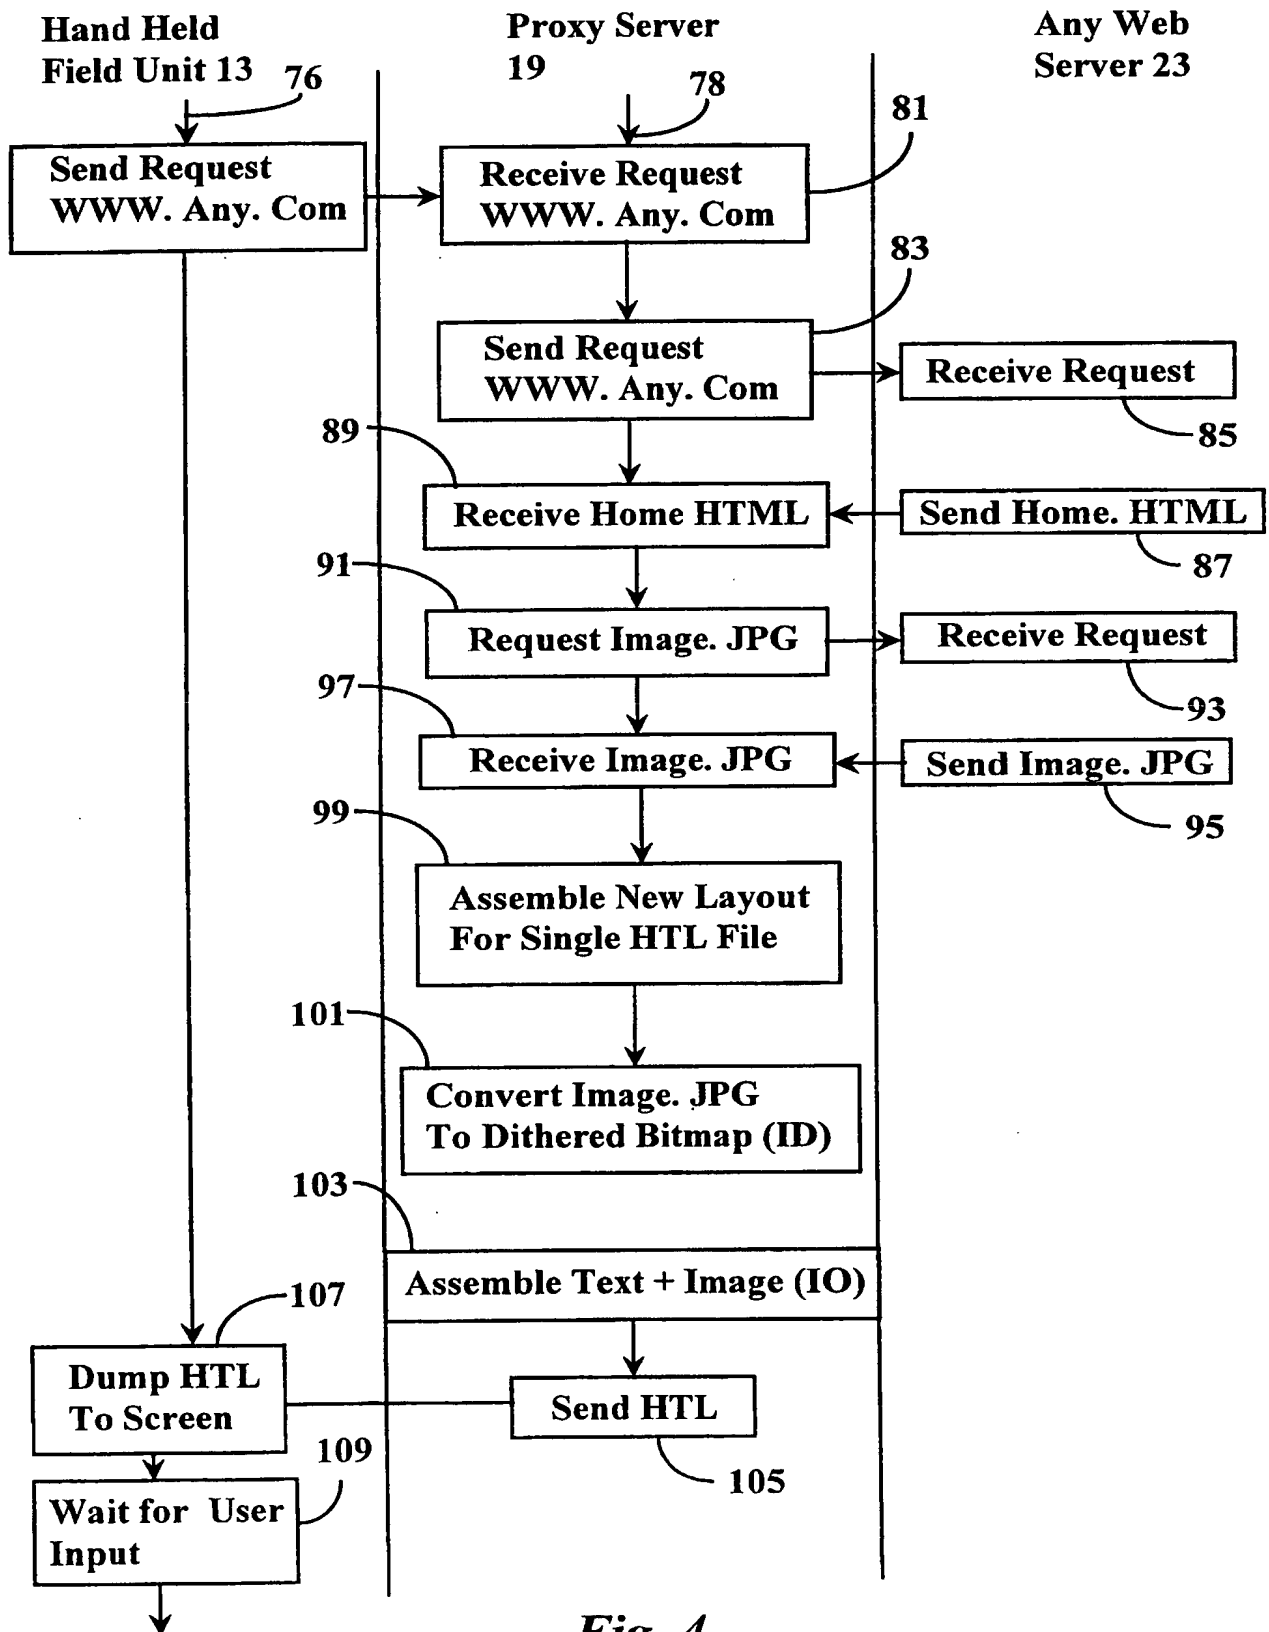 Hand Held
Field Unit 13
76
Proxy Server
19
78
Any Web
Server 23
81
Send Request
WWW. Any. Com
Receive Request
WWW. Any. Com
83
Send Request
WWW. Any. Com
Receive Request
85
89
Receive Home HTML
Send Home. HTML
87
91
Request Image. JPG
Receive Request
93
97
Receive Image. JPG
Send Image. JPG
95
99
Assemble New Layout
For Single HTL File
101
Convert Image. JPG
To Dithered Bitmap (ID)
103
Assemble Text + Image (IO)
107
Dump HTL
To Screen
Send HTL
105
109
Wait for User
Input
Fig. 4